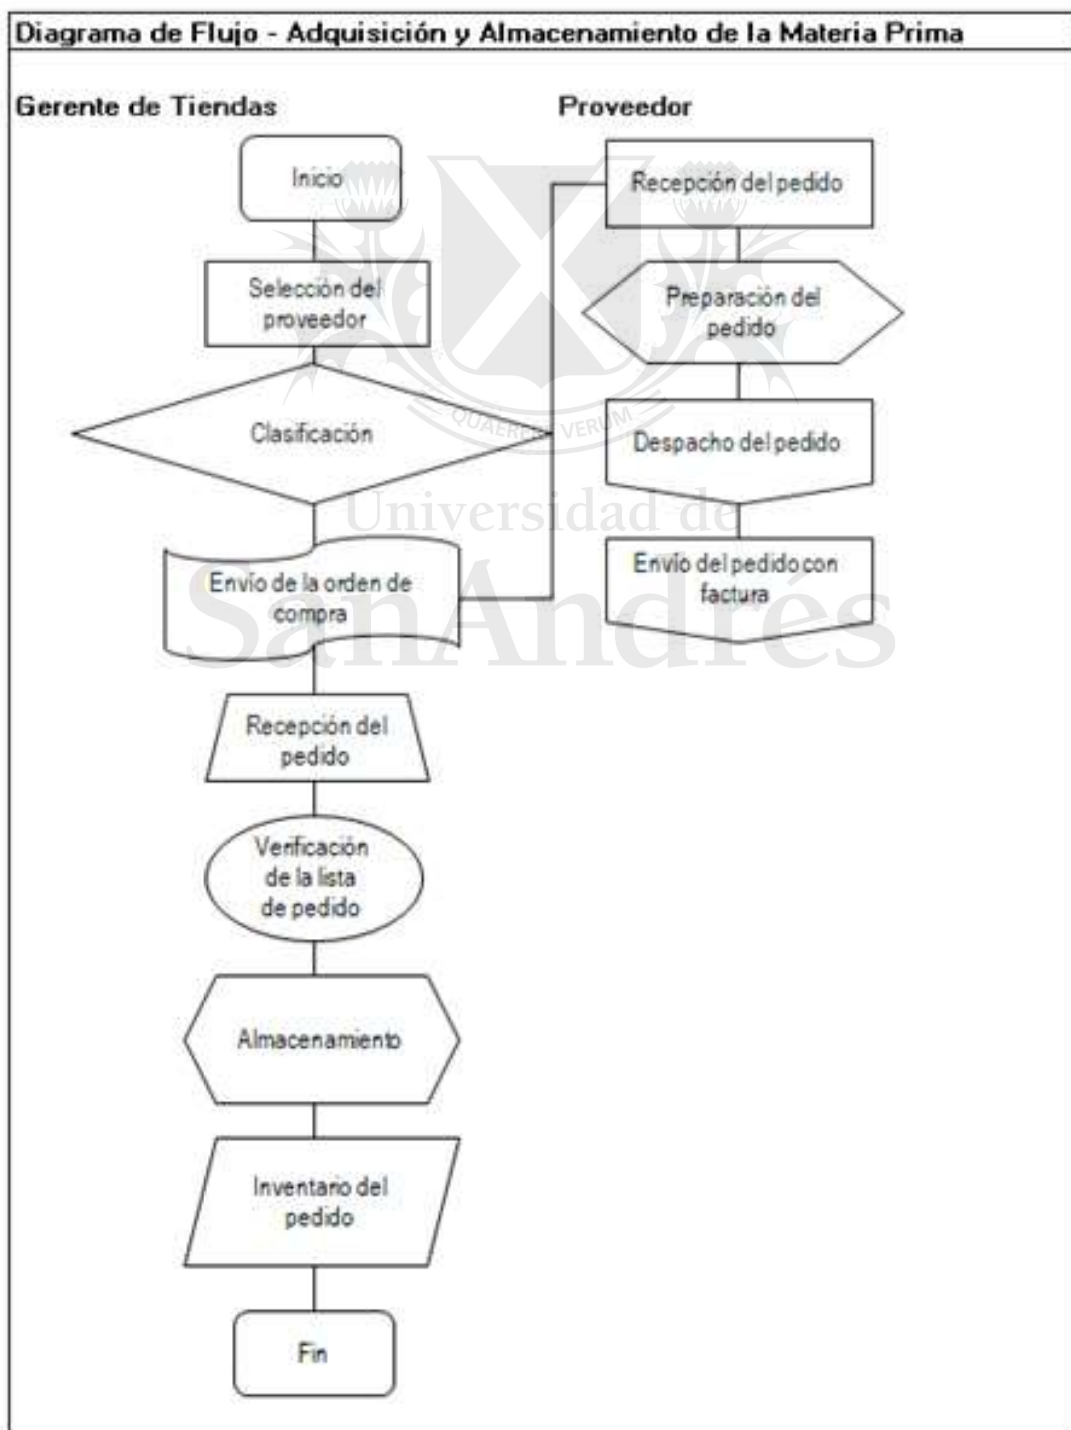 Diagrama de Flujo - Adquisición y Almacenamiento de la Materia Prima
Gerente de Tiendas
Proveedor
Inicio
Selección del
proveedor
Clasificación
Envío de la orden de
compra
Recepción del
pedido
Verificación
de la lista
de pedido
Almacenamiento
Inventario del
pedido
Fin
Recepción del pedido
Preparación del
pedido
Despacho del pedido
Envío del pedido con
factura
QUAERERE VERUM
Universidad de
SanAndrés